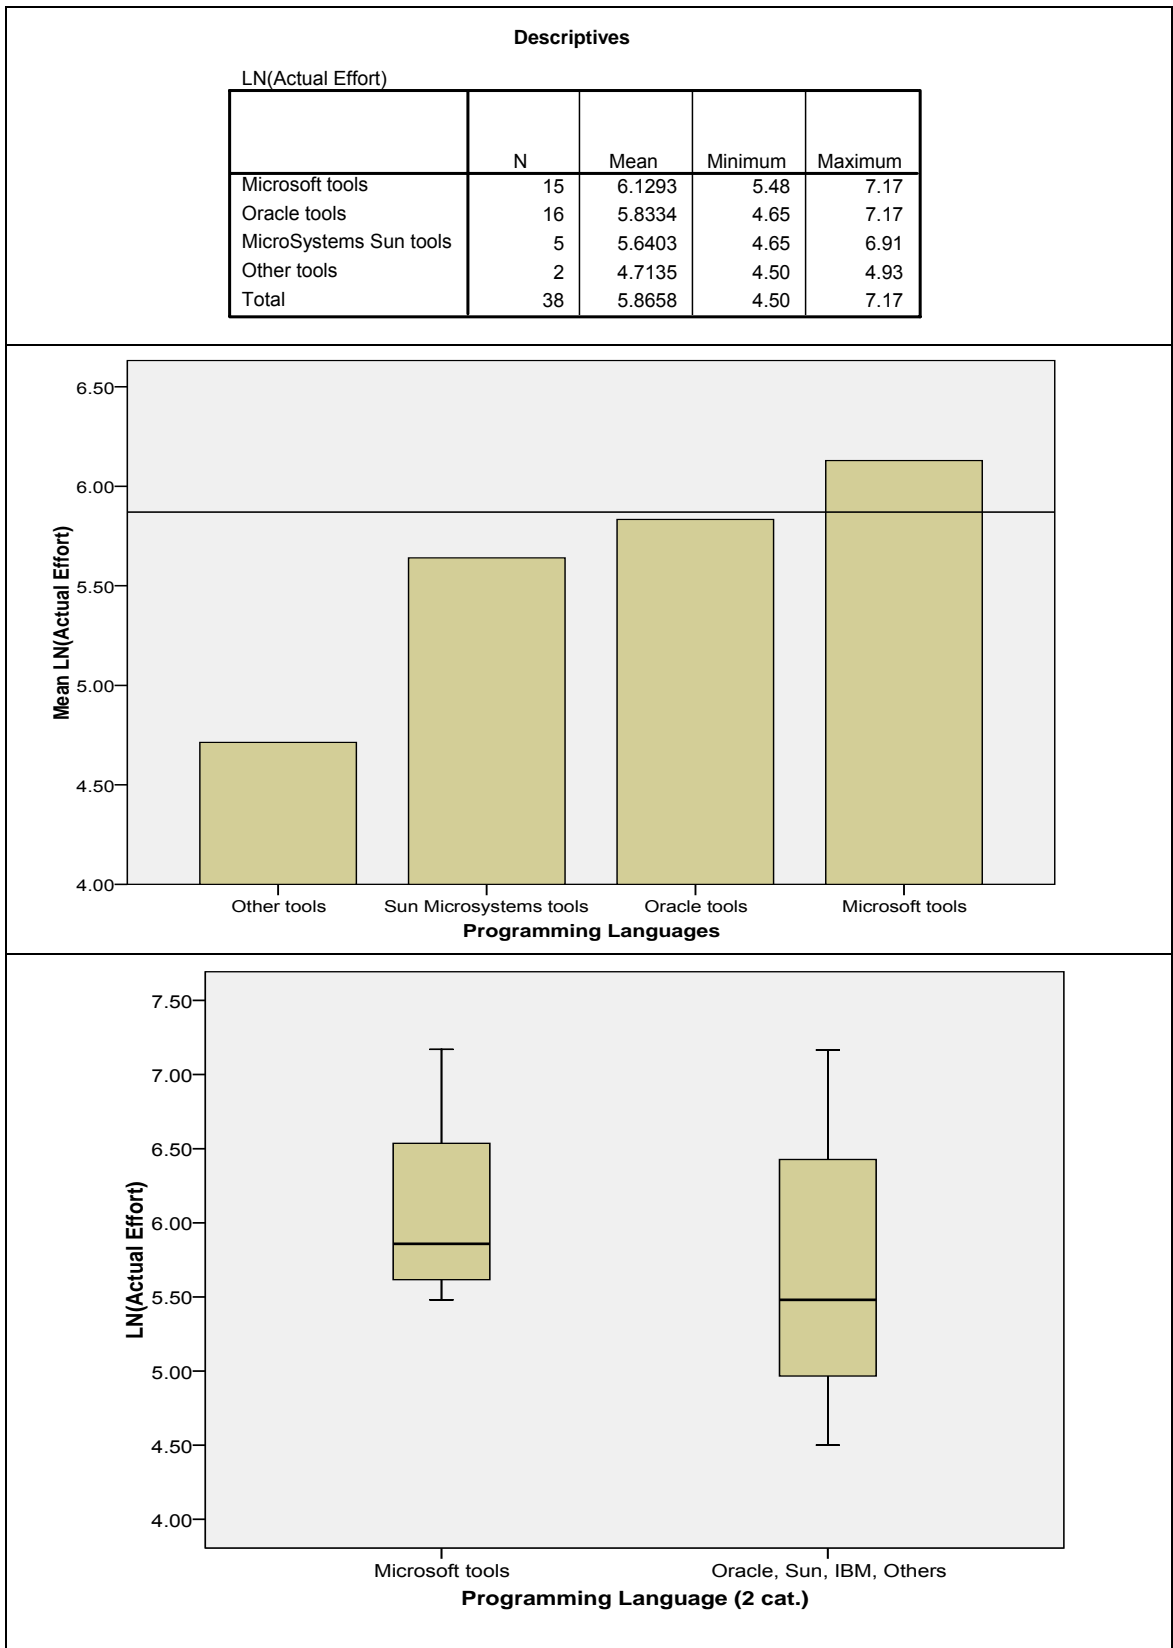 Descriptives
LN(Actual Effort)
N Mean Minimum Maximum
Microsoft tools 15 6.1293 5.48 7.17
Oracle tools 16 5.8334 4.65 7.17
MicroSystems Sun tools 5 5.6403 4.65 6.91
Other tools 2 4.7135 4.50 4.93
Total 38 5.8658 4.50 7.17
Mean LN(Actual Effort)
6.50
6.00
5.50
5.00
4.50
4.00
Other tools Sun Microsystems tools Oracle tools Microsoft tools
Programming Languages
LN(Actual Effort)
7.50
7.00
6.50
6.00
5.50
5.00
4.50
4.00
Microsoft tools Oracle, Sun, IBM, Others
Programming Language (2 cat.)